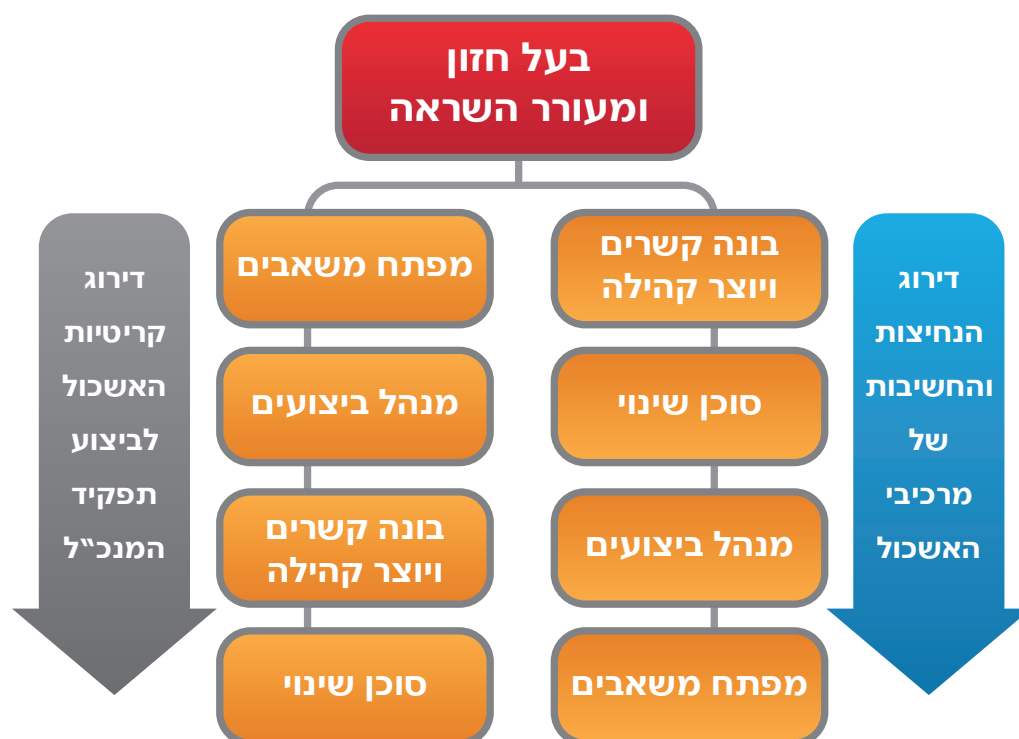 בעל חזון
ומעורר השראה
דירוג
הנחיצות
והחשיבות
של
מרכיבי
האשכול
בונה קשרים
ויוצר קהילה
סוכן שינוי
מנהל ביצועים
מפתח משאבים
מפתח משאבים
מנהל ביצועים
בונה קשרים
ויוצר קהילה
סוכן שינוי
דירוג
קריטיות
האשכול
לביצוע
תפקיד
המנכ"ל